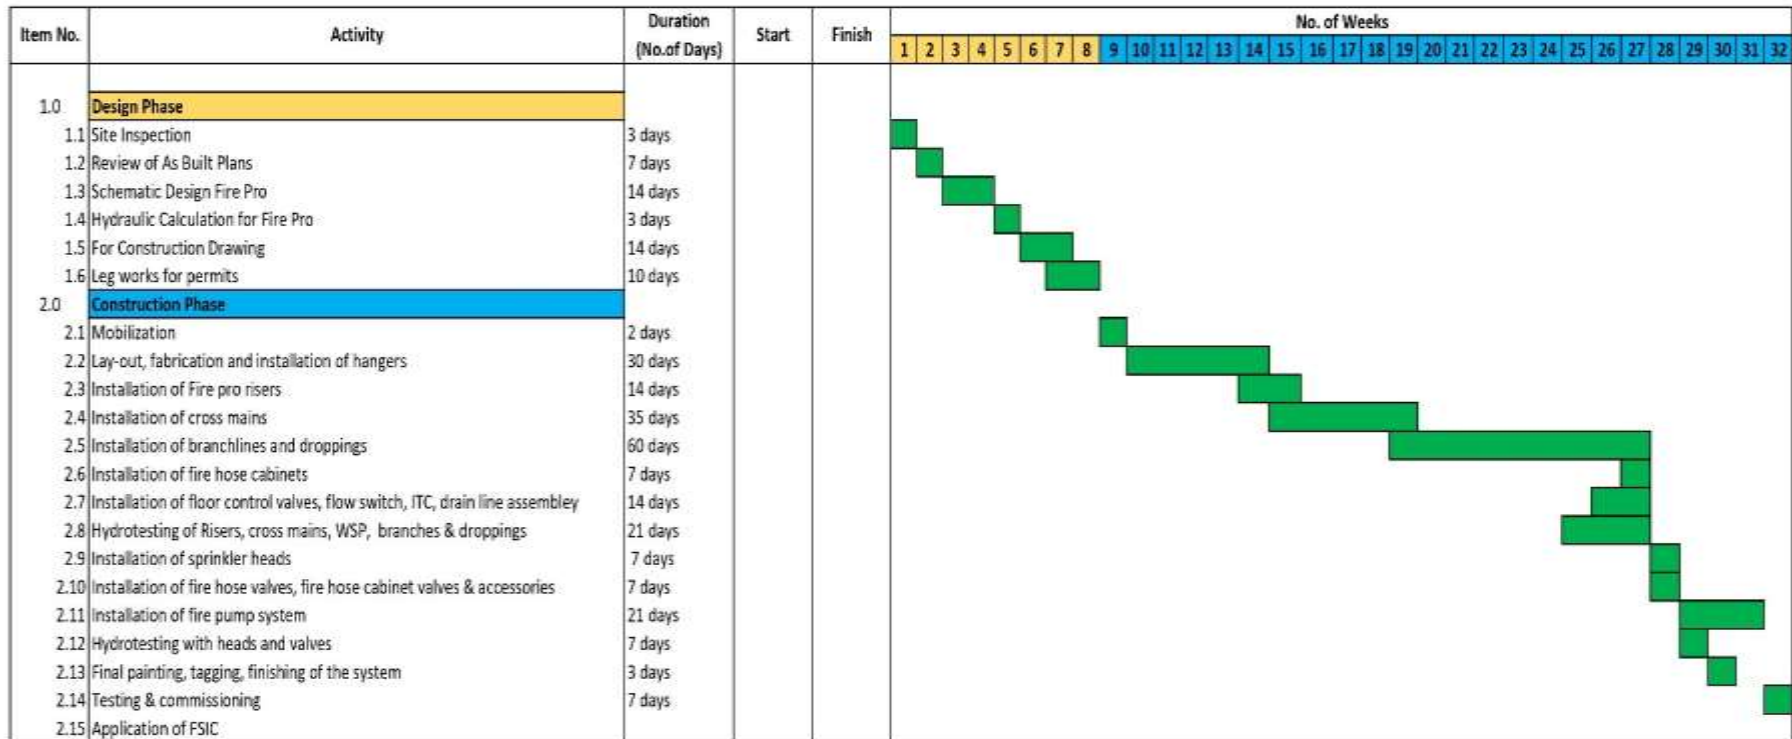 Item No. Activity Duration (No.of Days) Start Finish No. of Weeks
1 2 3 4 5 6 7 8 9 10 11 12 13 14 15 16 17 18 19 20 21 22 23 24 25 26 27 28 29 30 31 32
1.0 Design Phase
1.1 Site Inspection 3 days
1.2 Review of As Built Plans 7 days
1.3 Schematic Design Fire Pro 14 days
1.4 Hydraulic Calculation for Fire Pro 3 days
1.5 For Construction Drawing 14 days
1.6 Leg works for permits 10 days
2.0 Construction Phase
2.1 Mobilization 2 days
2.2 Lay-out, fabrication and installation of hangers 30 days
2.3 Installation of Fire pro risers 14 days
2.4 Installation of cross mains 35 days
2.5 Installation of branchlines and droppings 60 days
2.6 Installation of fire hose cabinets 7 days
2.7 Installation of floor control valves, flow switch, ITC, drain line assembley 14 days
2.8 Hydrotesting of Risers, cross mains, WSP, branches & droppings 21 days
2.9 Installation of sprinkler heads 7 days
2.10 Installation of fire hose valves, fire hose cabinet valves & accessories 7 days
2.11 Installation of fire pump system 21 days
2.12 Hydrotesting with heads and valves 7 days
2.13 Final painting, tagging, finishing of the system 3 days
2.14 Testing & commissioning 7 days
2.15 Application of FSIC